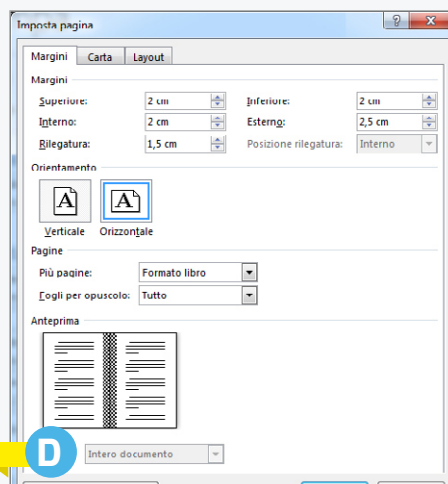 Imposta pagina
Margini Carta Layout
Margini
Superiore: 2 cm Inferiore: 2 cm
Interno: 2 cm Esterno: 2,5 cm
Rilegatura: 1,5 cm Posizione rilegatura: Interno
Orientamento
A A
Verticale Orizzontale
Pagine
Più pagine: Formato libro
Fogli per opuscolo: Tutto
Anteprima
D Intero documento